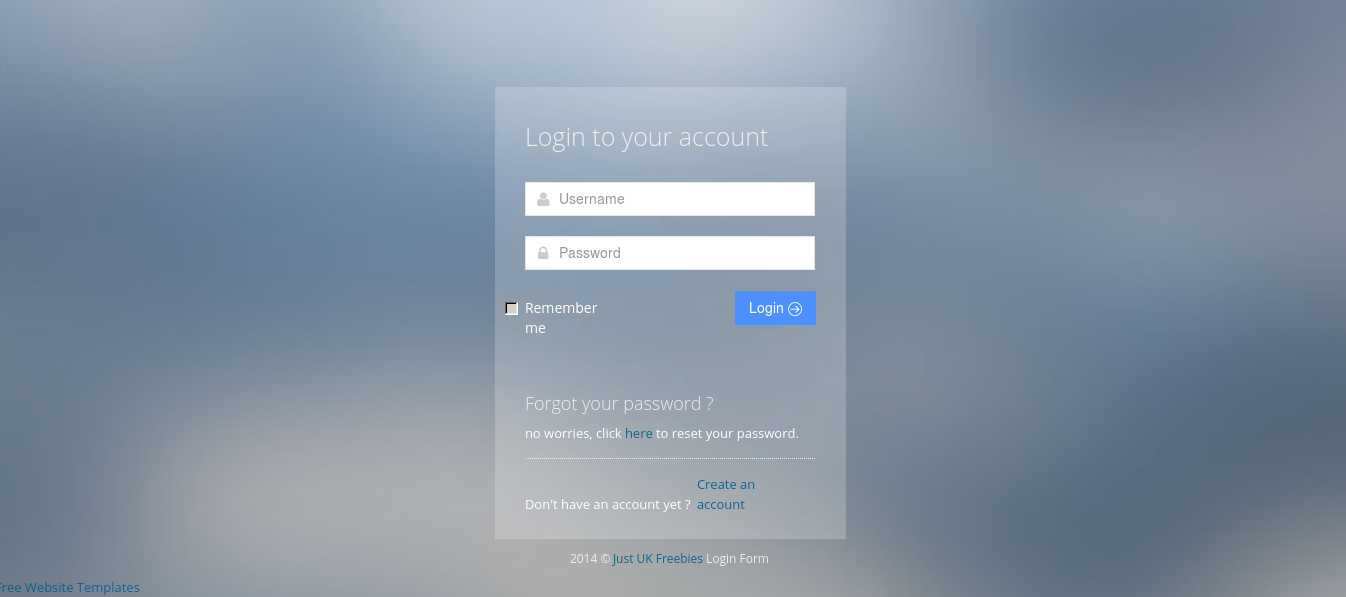 Login to your account
Username
Password
Remember
me
Login
Forgot your password ?
no worries, click here to reset your password.
Create an
Don't have an account yet ? account
2014 © Just UK Freebies Login Form
Free Website Templates